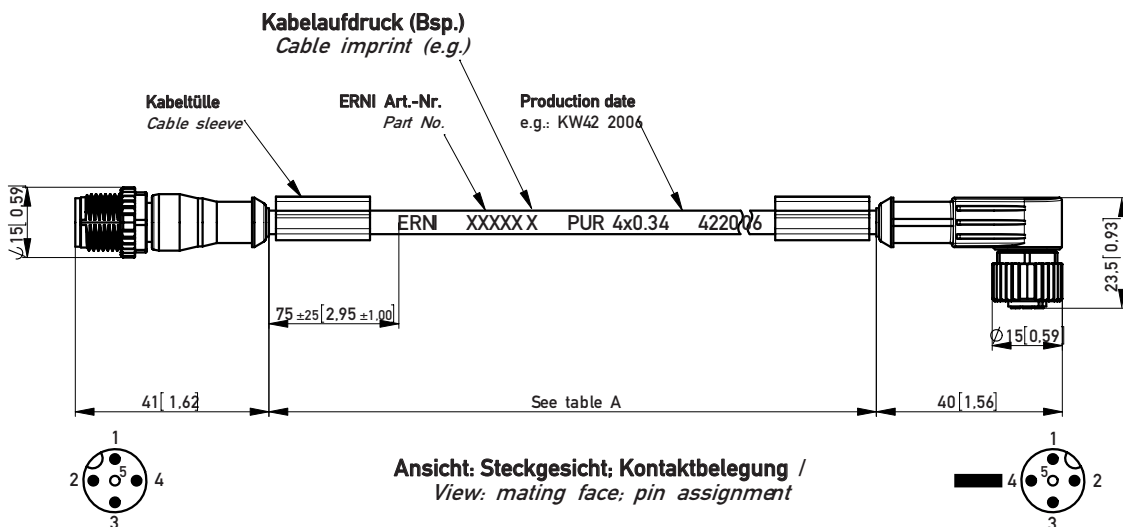 Kabelaufdruck (Bsp.)
Cable imprint (e.g.)
Kabeltülle
Cable sleeve
ERNI Art.-Nr.
Part No.
Production date
e.g.: KW42 2006
ERNI XXXXX X PUR 4x0.34 422006
15[0,59]
23,5[0,93]
75 ±25[2,95 ±1,00]
∅15[0,59]
41[1,62]
See table A
40[1,56]
1
2
5
4
3
Ansicht: Steckgesicht; Kontaktbelegung /
View: mating face; pin assignment
1
4
5
2
3